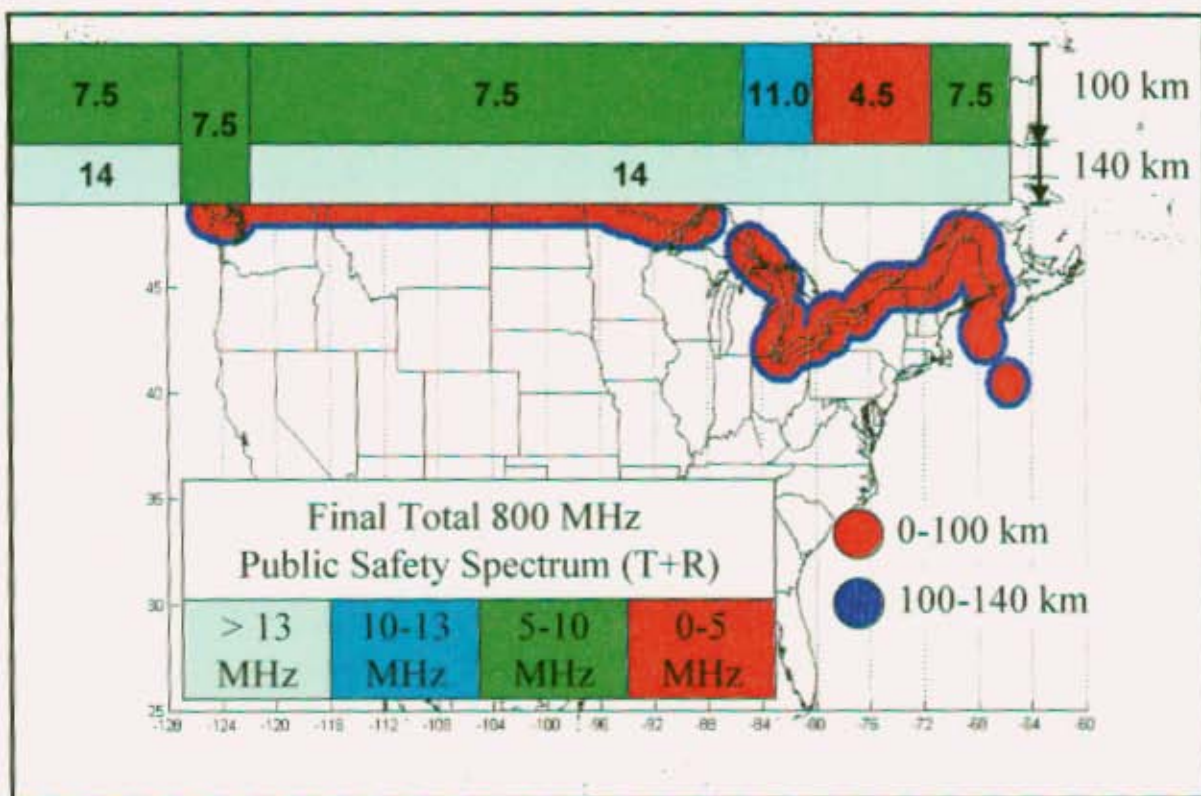 7.5 7.5 7.5 11.0 4.5 7.5 100 km
14 14 140 km
45
40
35
30
25
Final Total 800 MHz
Public Safety Spectrum (T+R)
> 13 10-13 5-10 0-5
MHz MHz MHz MHz
0-100 km
100-140 km
-128 -124 -120 -116 -112 -108 -104 -100 -96 -92 -88 -84 -80 -76 -72 -68 -64 -60